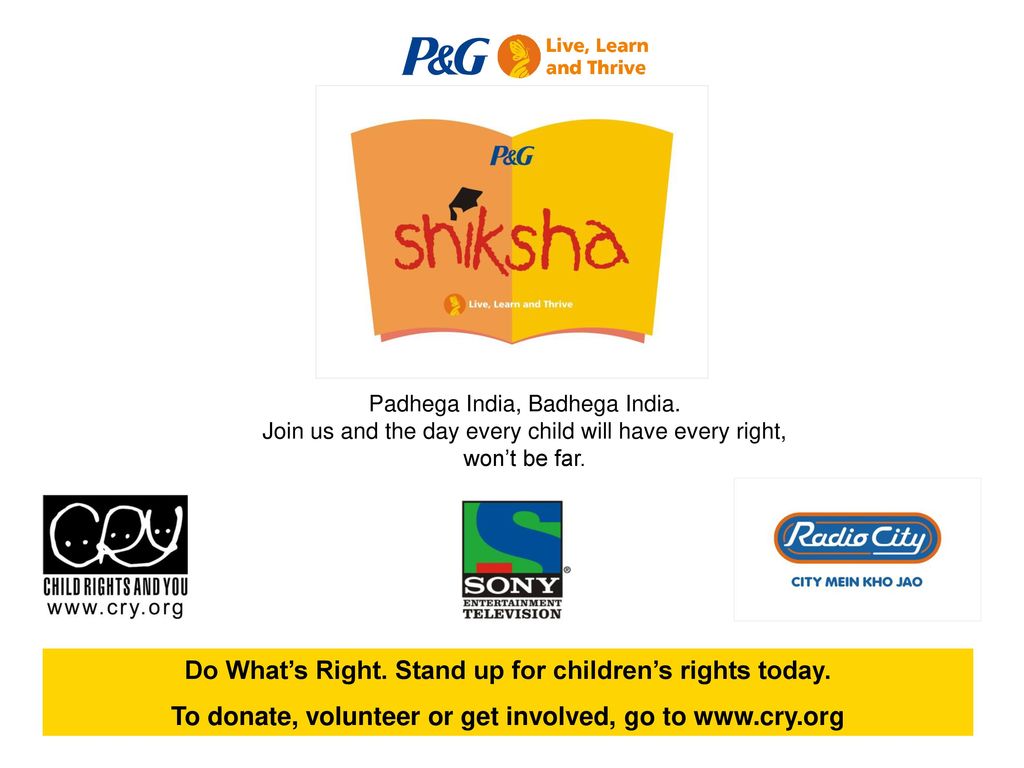 P&G Live, Learn
and Thrive
P&G
shiksha
Live, Learn and Thrive
Padhega India, Badhega India.
Join us and the day every child will have every right,
won’t be far.
CRY
CHILD RIGHTS AND YOU
www.cry.org
SONY
ENTERTAINMENT
TELEVISION
Radio City
CITY MEIN KHO JAO
Do What’s Right. Stand up for children’s rights today.
To donate, volunteer or get involved, go to www.cry.org